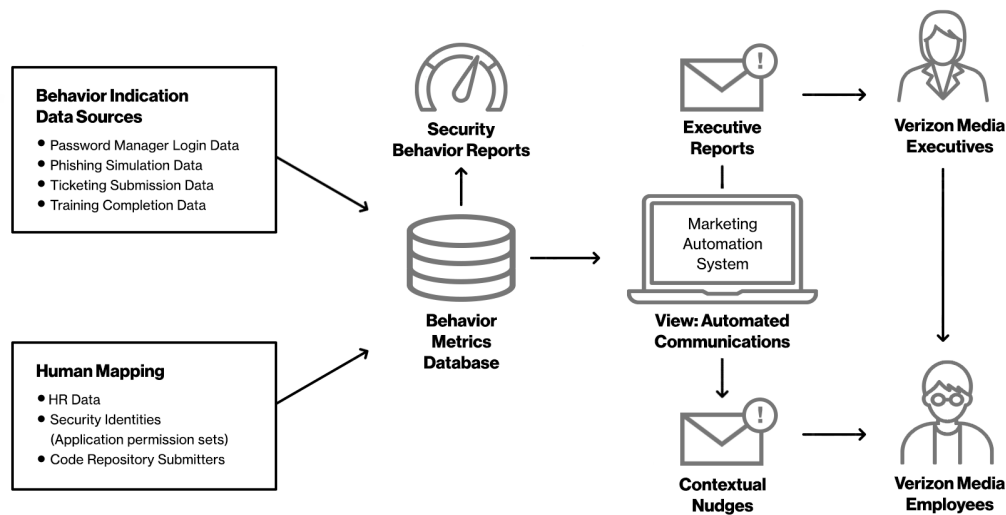 Behavior Indication
Data Sources
• Password Manager Login Data
• Phishing Simulation Data
• Ticketing Submission Data
• Training Completion Data
Human Mapping
• HR Data
• Security Identities
(Application permission sets)
• Code Repository Submitters
Security
Behavior Reports
Behavior
Metrics
Database
!
Executive
Reports
Marketing
Automation
System
View: Automated
Communications
!
Contextual
Nudges
Verizon Media
Executives
Verizon Media
Employees